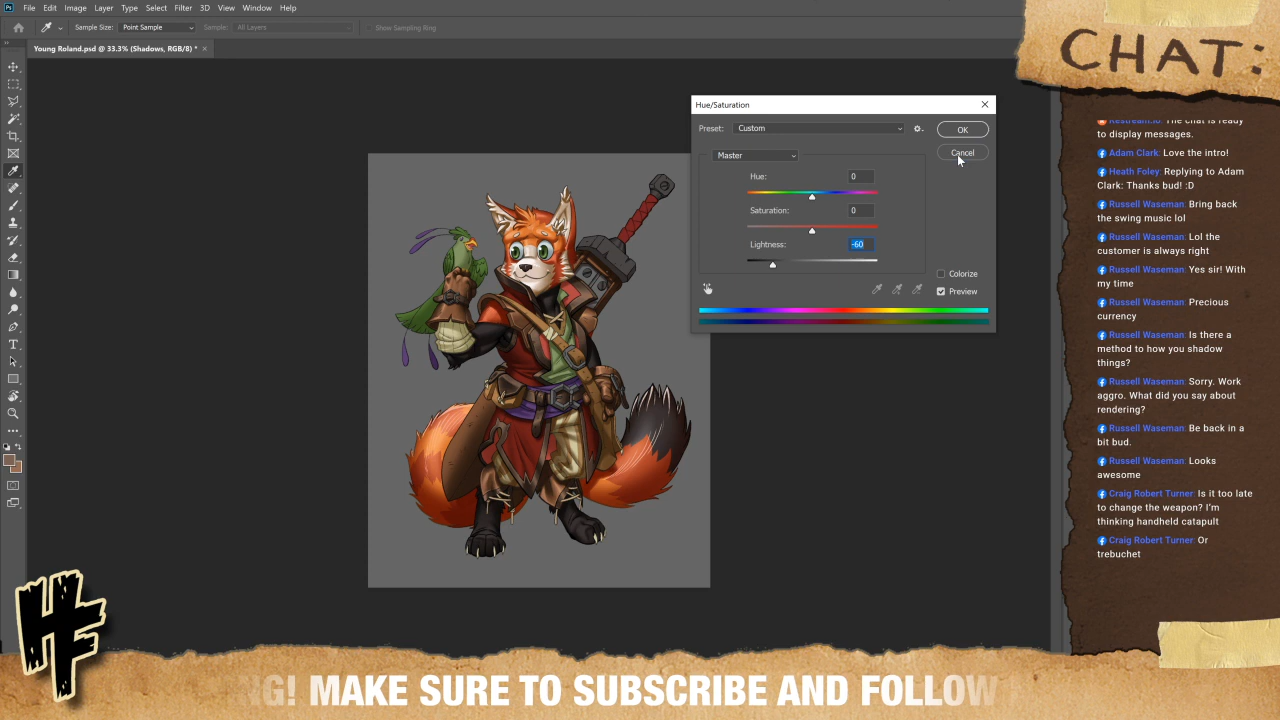 File Edit Image Layer Type Select Filter 3D View Window Help
Sample Size: Point Sample Sample: All Layers Show Sampling Ring
Young Roland.psd @ 33.3% (Shadows, RGB/8) * ×
Hue/Saturation
Preset: Custom
OK
Cancel
Master
Hue: 0
Saturation: 0
Lightness: -60
Colorize
Preview
CHAT:
Restream.io: The chat is ready
to display messages.
Adam Clark: Love the intro!
Heath Foley: Replying to Adam
Clark: Thanks bud! :D
Russell Waseman: Bring back
the swing music lol
Russell Waseman: Lol the
customer is always right
Russell Waseman: Yes sir! With
my time
Russell Waseman: Precious
currency
Russell Waseman: Is there a
method to how you shadow
things?
Russell Waseman: Sorry. Work
aggro. What did you say about
rendering?
Russell Waseman: Be back in a
bit bud.
Russell Waseman: Looks
awesome
Craig Robert Turner: Is it too late
to change the weapon? I'm
thinking handheld catapult
Craig Robert Turner: Or
trebuchet
HF
G! MAKE SURE TO SUBSCRIBE AND FOLLOW